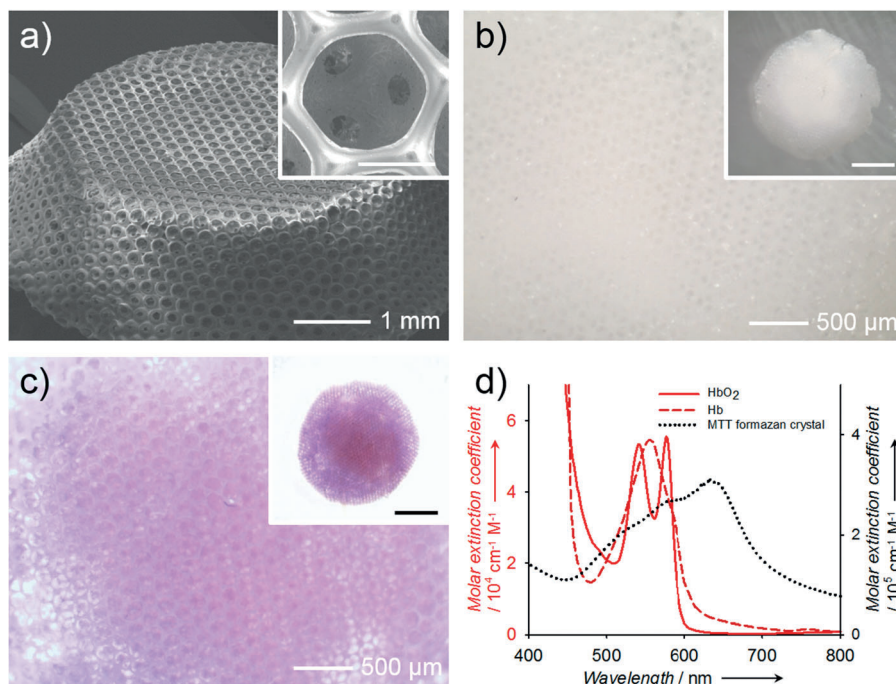 a)
1 mm
b)
500 µm
c)
500 µm
d)
HbO2
Hb
MTT formazan crystal
Molar extinction coefficient
/ 10⁴ cm⁻¹ M⁻¹
6
4
2
0
Molar extinction coefficient
/ 10⁵ cm⁻¹ M⁻¹
4
2
0
400 500 600 700 800
Wavelength / nm